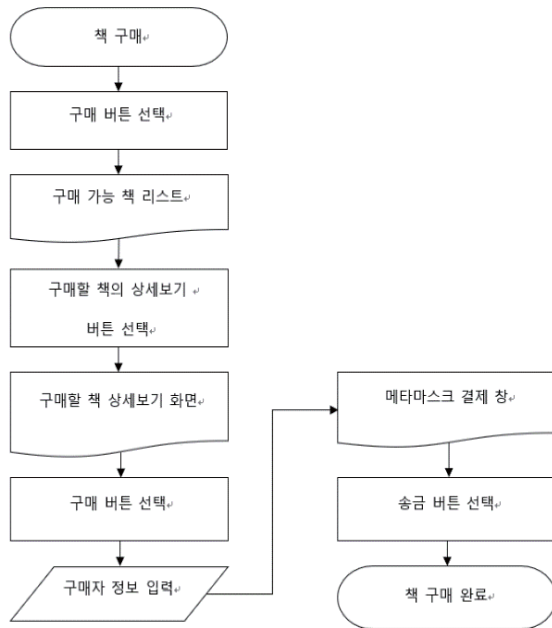 책 구매
구매 버튼 선택
구매 가능 책 리스트
구매할 책의 상세보기
버튼 선택
구매할 책 상세보기 화면
구매 버튼 선택
구매자 정보 입력
메타마스크 결제 창
송금 버튼 선택
책 구매 완료